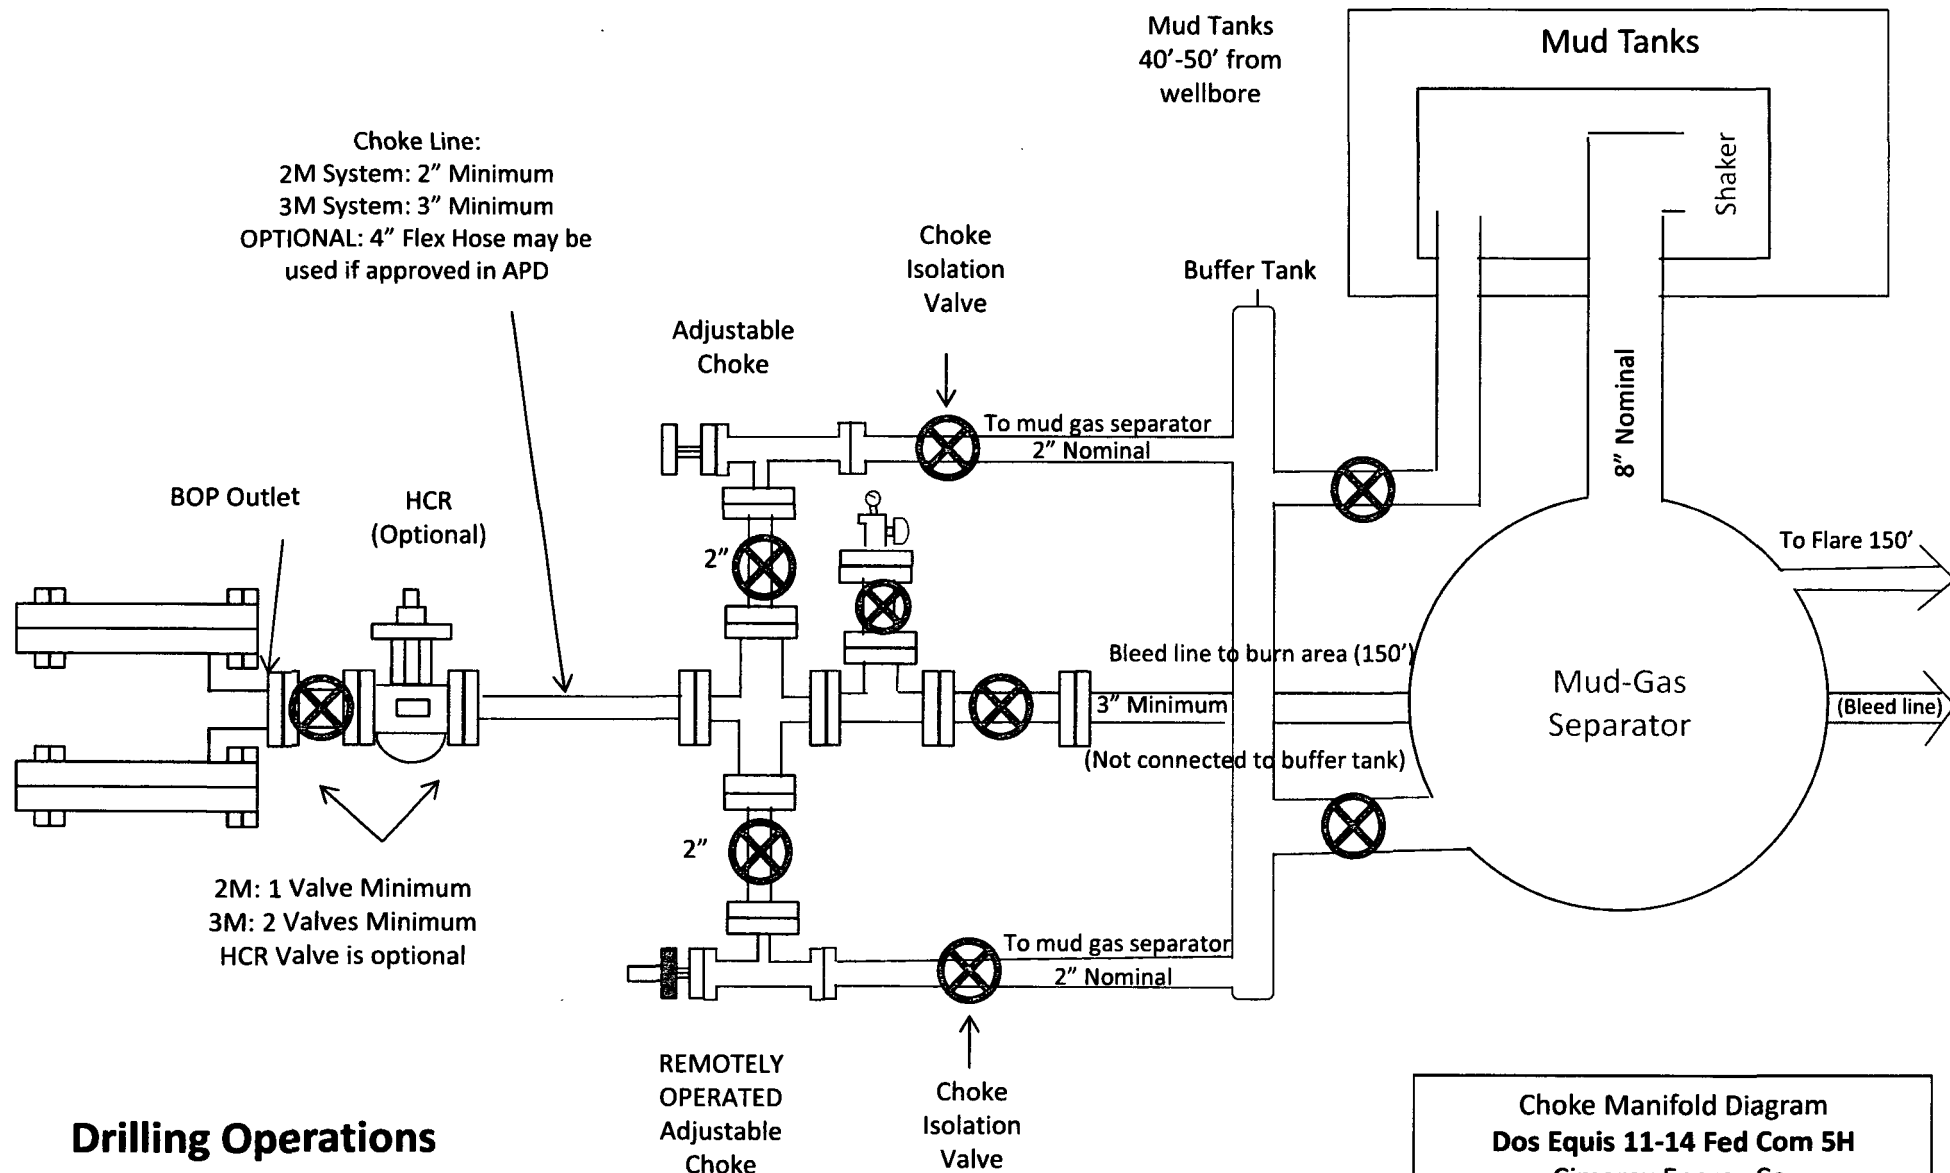 Mud Tanks
40'-50' from
wellbore
Mud Tanks
Shaker
Choke Line:
2M System: 2" Minimum
3M System: 3" Minimum
OPTIONAL: 4" Flex Hose may be
used if approved in APD
Choke
Isolation
Valve
Buffer Tank
Adjustable
Choke
8" Nominal
To mud gas separator
2" Nominal
BOP Outlet
HCR
(Optional)
2"
To Flare 150'
Bleed line to burn area (150')
3" Minimum
(Not connected to buffer tank)
Mud-Gas
Separator
(Bleed line)
2"
2M: 1 Valve Minimum
3M: 2 Valves Minimum
HCR Valve is optional
To mud gas separator
2" Nominal
REMOTELY
OPERATED
Adjustable
Choke
Choke
Isolation
Valve
Drilling Operations
Choke Manifold Diagram
Dos Equis 11-14 Fed Com 5H